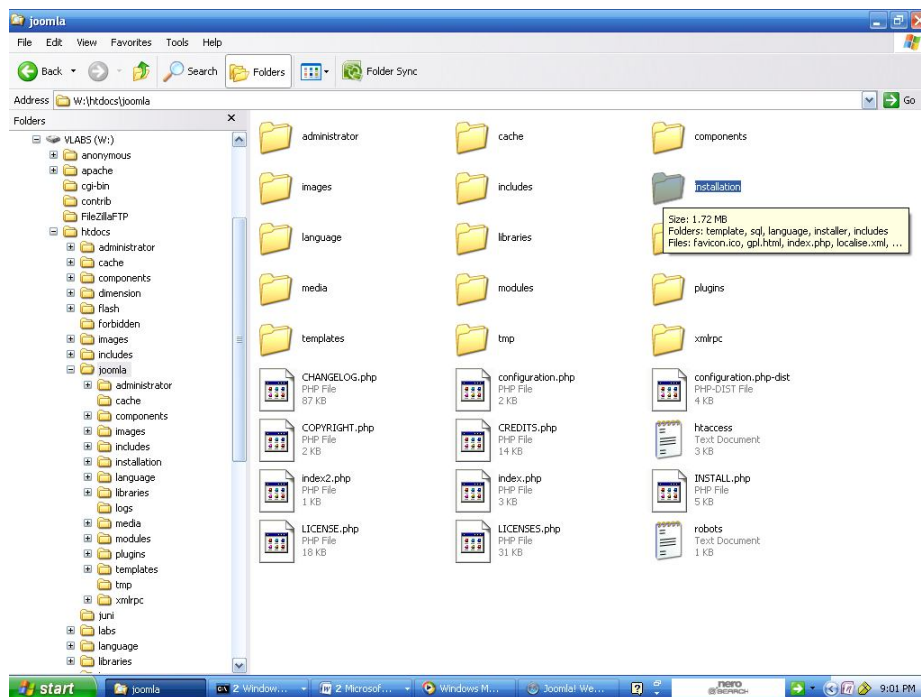 joomla
File Edit View Favorites Tools Help
Back Search Folders Folder Sync
Address W:\htdocs\joomla Go
Folders
VLABS (W:)
anonymous
apache
cgi-bin
contrib
FileZillaFTP
htdocs
administrator
cache
components
dimension
flash
forbidden
images
includes
joomla
administrator
cache
components
images
includes
installation
language
libraries
logs
media
modules
plugins
templates
tmp
xmlrpc
juni
labs
language
libraries
administrator cache components
images includes installation
Size: 1.72 MB
Folders: template, sql, language, installer, includes
Files: favicon.ico, gpl.html, index.php, localise.xml, ...
language libraries
media modules plugins
templates tmp xmlrpc
CHANGELOG.php
PHP File
87 KB
configuration.php
PHP File
2 KB
configuration.php-dist
PHP-DIST File
4 KB
COPYRIGHT.php
PHP File
2 KB
CREDITS.php
PHP File
14 KB
htaccess
Text Document
3 KB
index2.php
PHP File
1 KB
index.php
PHP File
3 KB
INSTALL.php
PHP File
5 KB
LICENSE.php
PHP File
18 KB
LICENSES.php
PHP File
31 KB
robots
Text Document
1 KB
start joomla 2 Window... 2 Microsof... Windows M... Joomla! We... nero SEARCH 9:01 PM